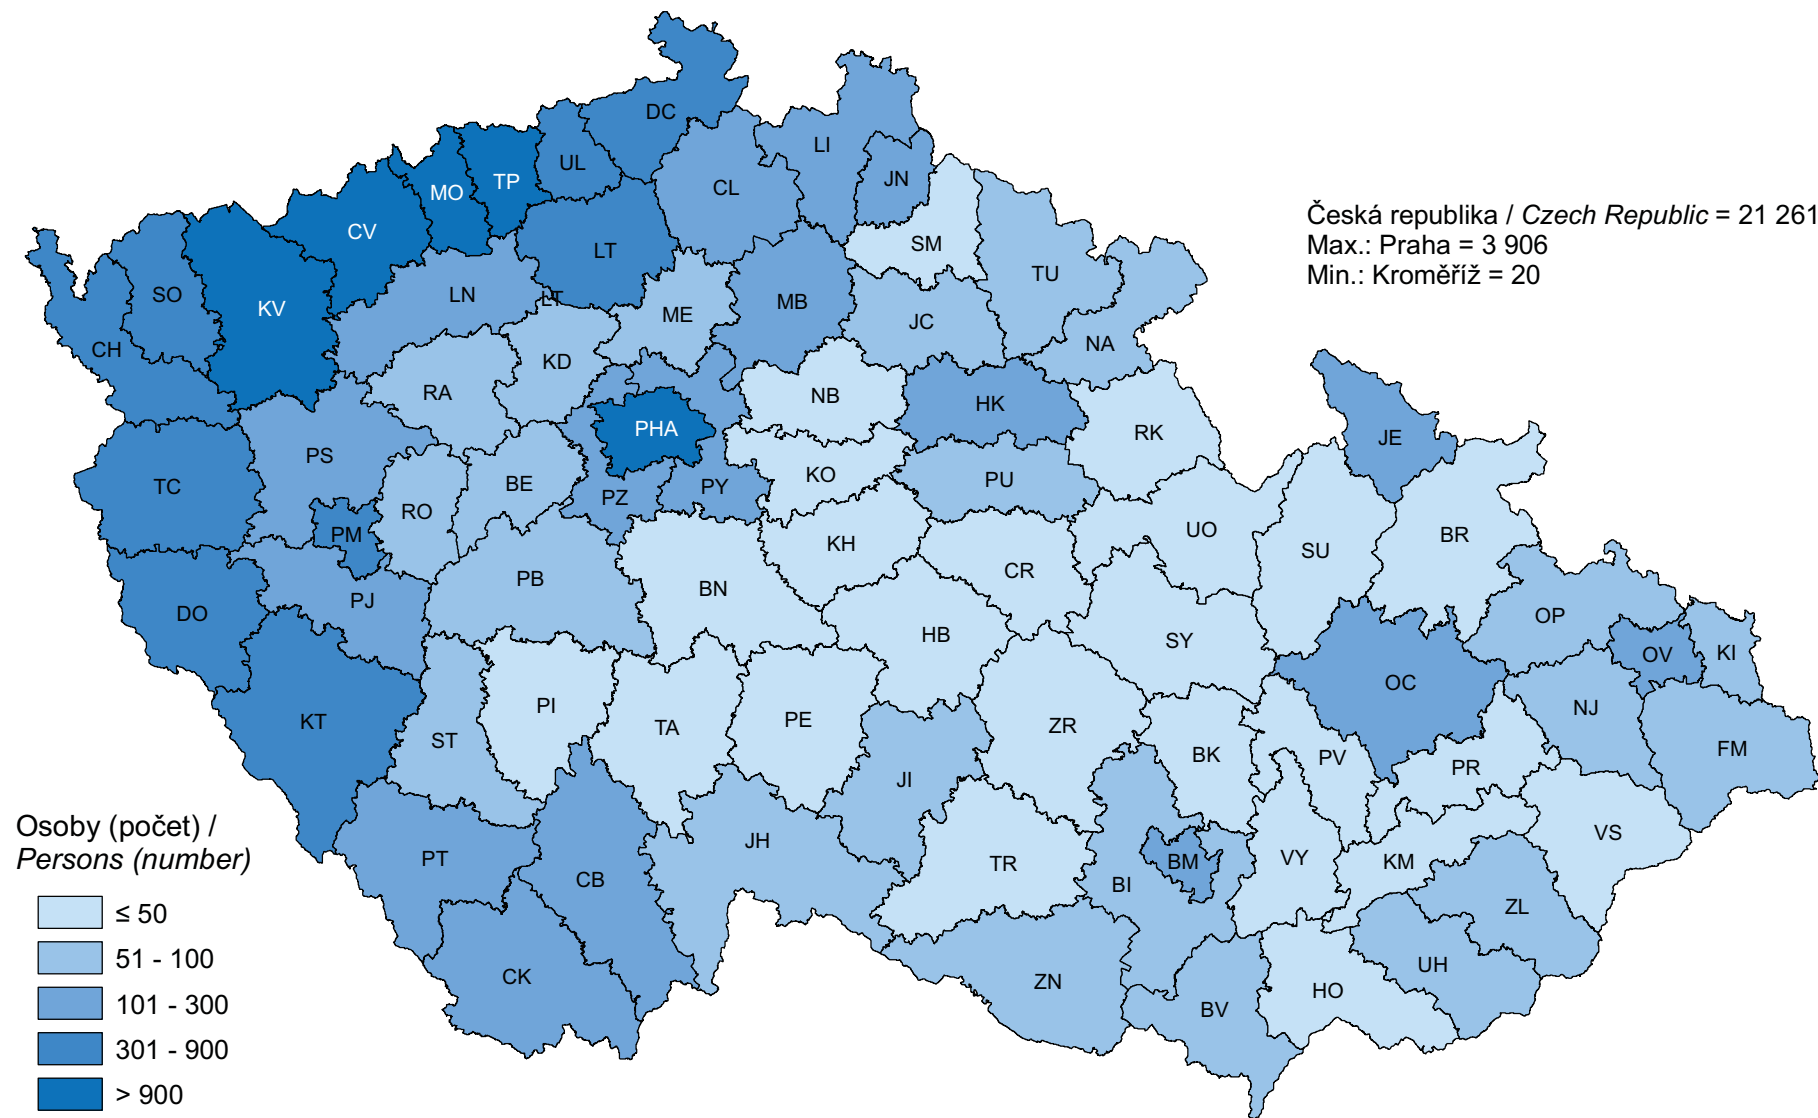 DC
LI
UL
TP
MO
CL
JN
CV
Česká republika / Czech Republic = 21 261
Max.: Praha = 3 906
Min.: Kroměříž = 20
SM
LT
TU
SO
LN
LT
KV
ME
MB
JC
NA
CH
KD
RA
NB
HK
PHA
RK
JE
PS
TC
BE
KO
PU
PY
PZ
RO
PM
UO
BR
SU
KH
CR
PB
BN
PJ
DO
HB
SY
OP
OV
KI
OC
KT
PI
TA
PE
ZR
NJ
ST
BK
PV
FM
JI
PR
Osoby (počet) /
Persons (number)
VS
JH
PT
TR
BM
VY
KM
CB
BI
≤ 50
ZL
51 - 100
UH
CK
ZN
HO
101 - 300
BV
301 - 900
> 900